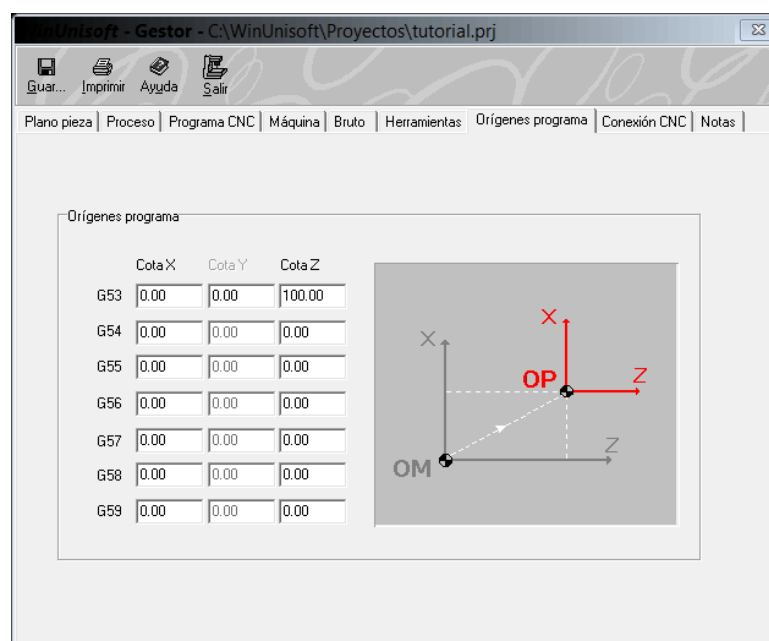 WinUnisoft - Gestor - C:\WinUnisoft\Proyectos\tutorial.prj
Guar... Imprimir Ayuda Salir
Plano pieza Proceso Programa CNC Máquina Bruto Herramientas Orígenes programa Conexión CNC Notas
Orígenes programa
Cota X Cota Y Cota Z
G53 0.00 0.00 100.00
G54 0.00 0.00 0.00
G55 0.00 0.00 0.00
G56 0.00 0.00 0.00
G57 0.00 0.00 0.00
G58 0.00 0.00 0.00
G59 0.00 0.00 0.00
X
X
OP
Z
Z
OM